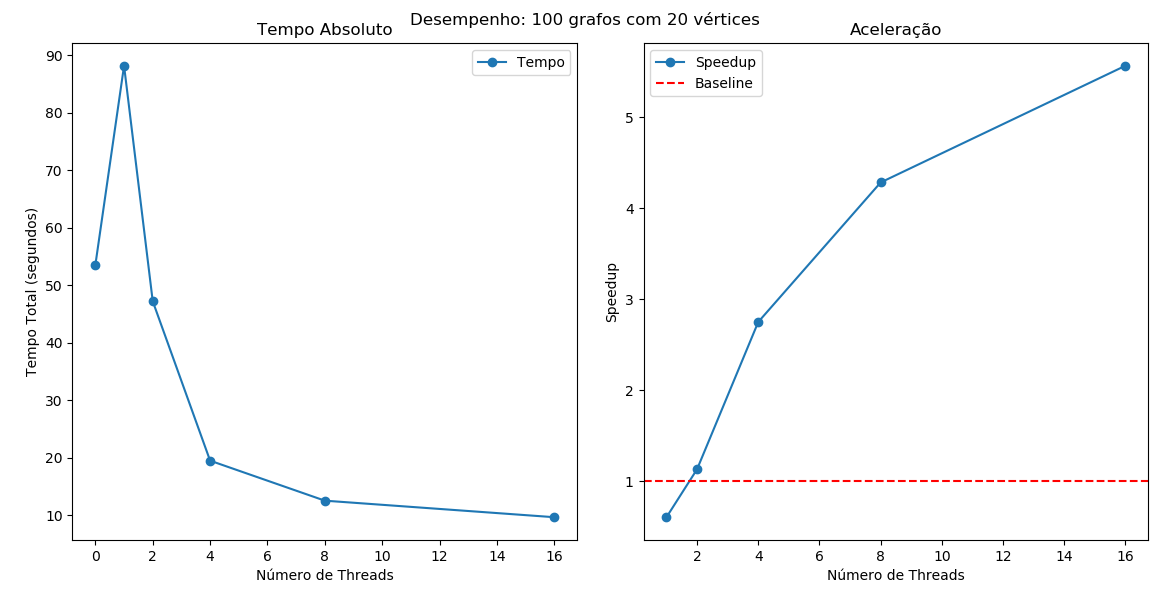 Desempenho: 100 grafos com 20 vértices
Tempo Absoluto
Tempo
Tempo Total (segundos)
90
80
70
60
50
40
30
20
10
0 2 4 6 8 10 12 14 16
Número de Threads
Aceleração
Speedup
Baseline
Speedup
5
4
3
2
1
2 4 6 8 10 12 14 16
Número de Threads